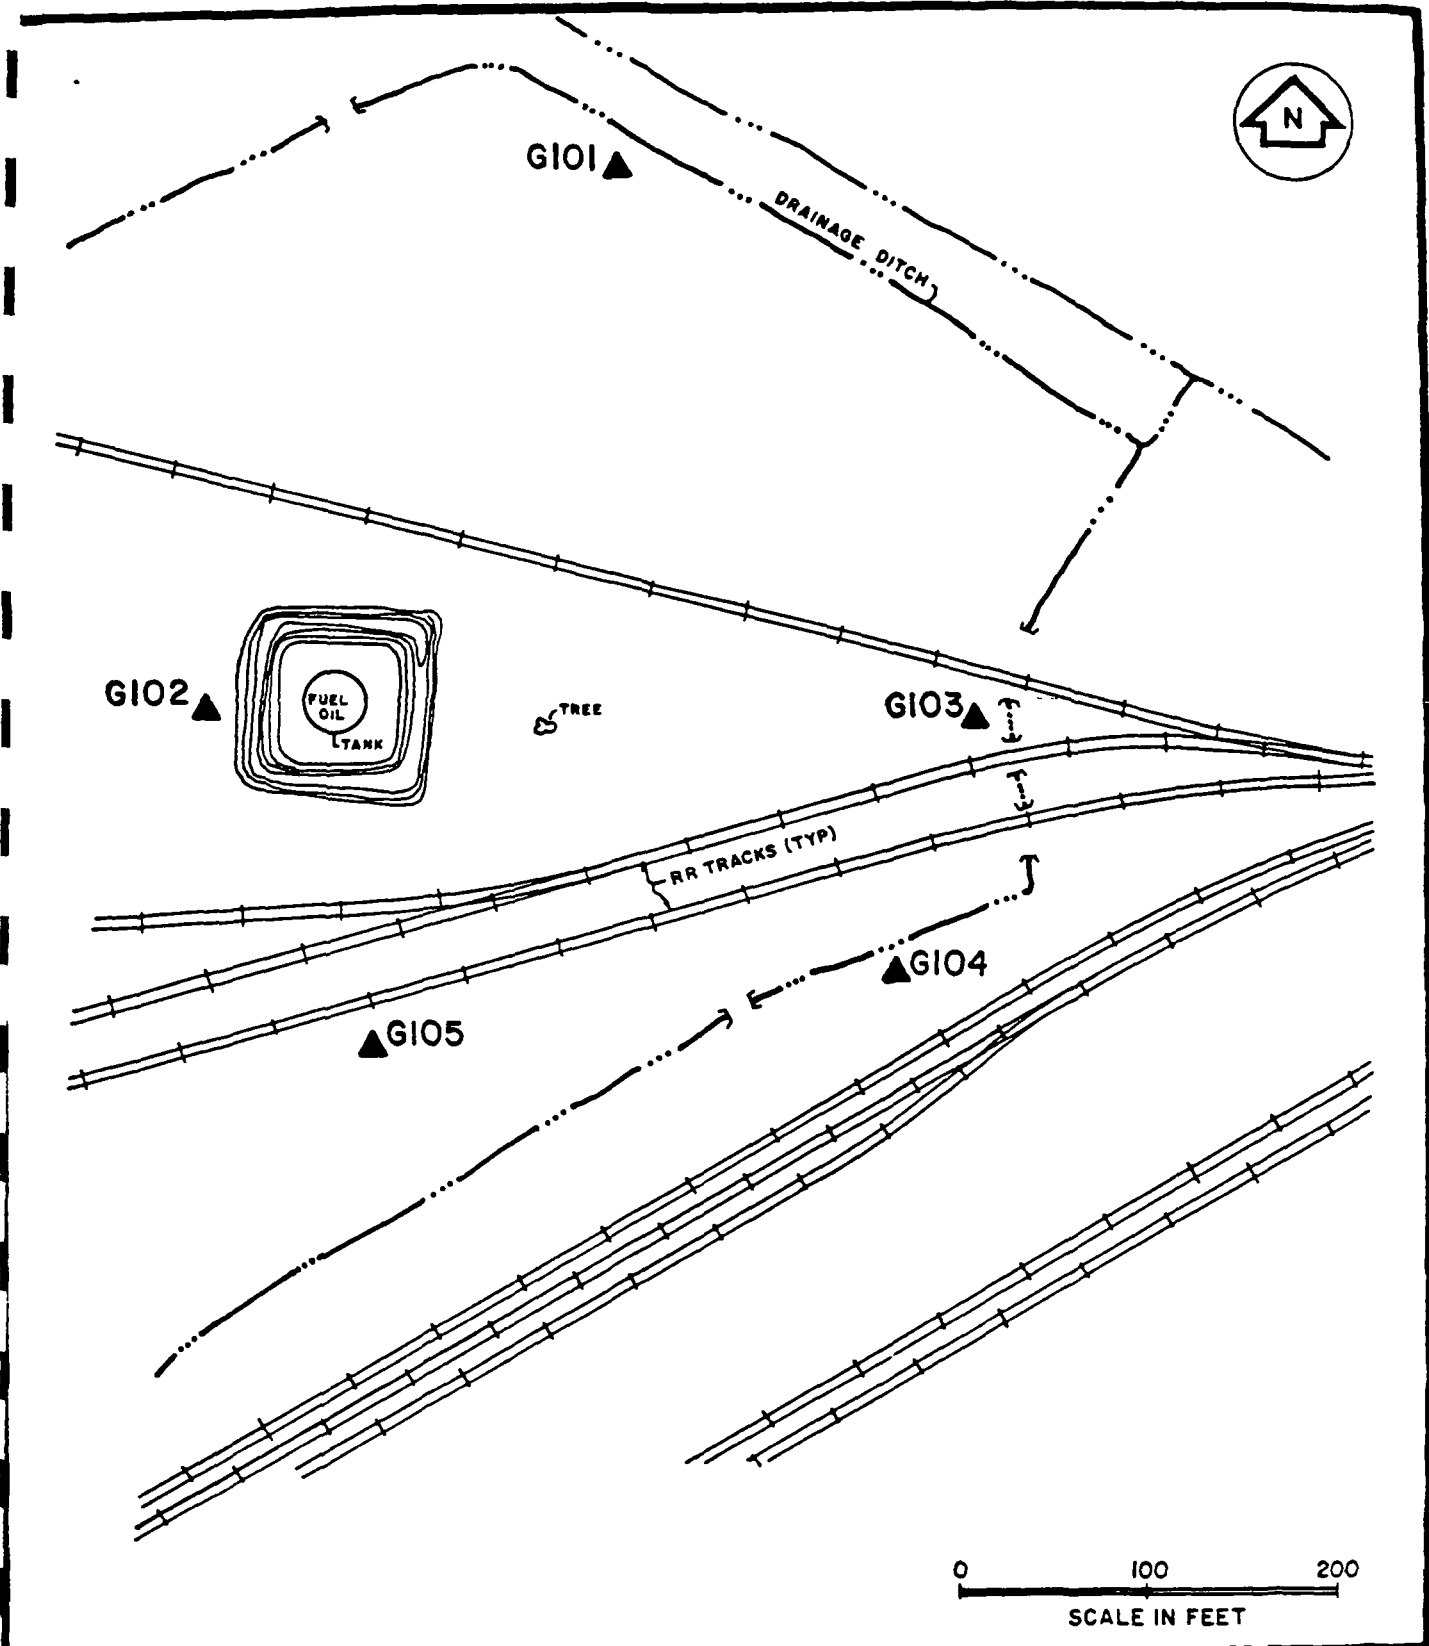 N
G101
DRAINAGE DITCH
G102
FUEL
OIL
TANK
TREE
G103
RR TRACKS (TYP)
G104
G105
0 100 200
SCALE IN FEET